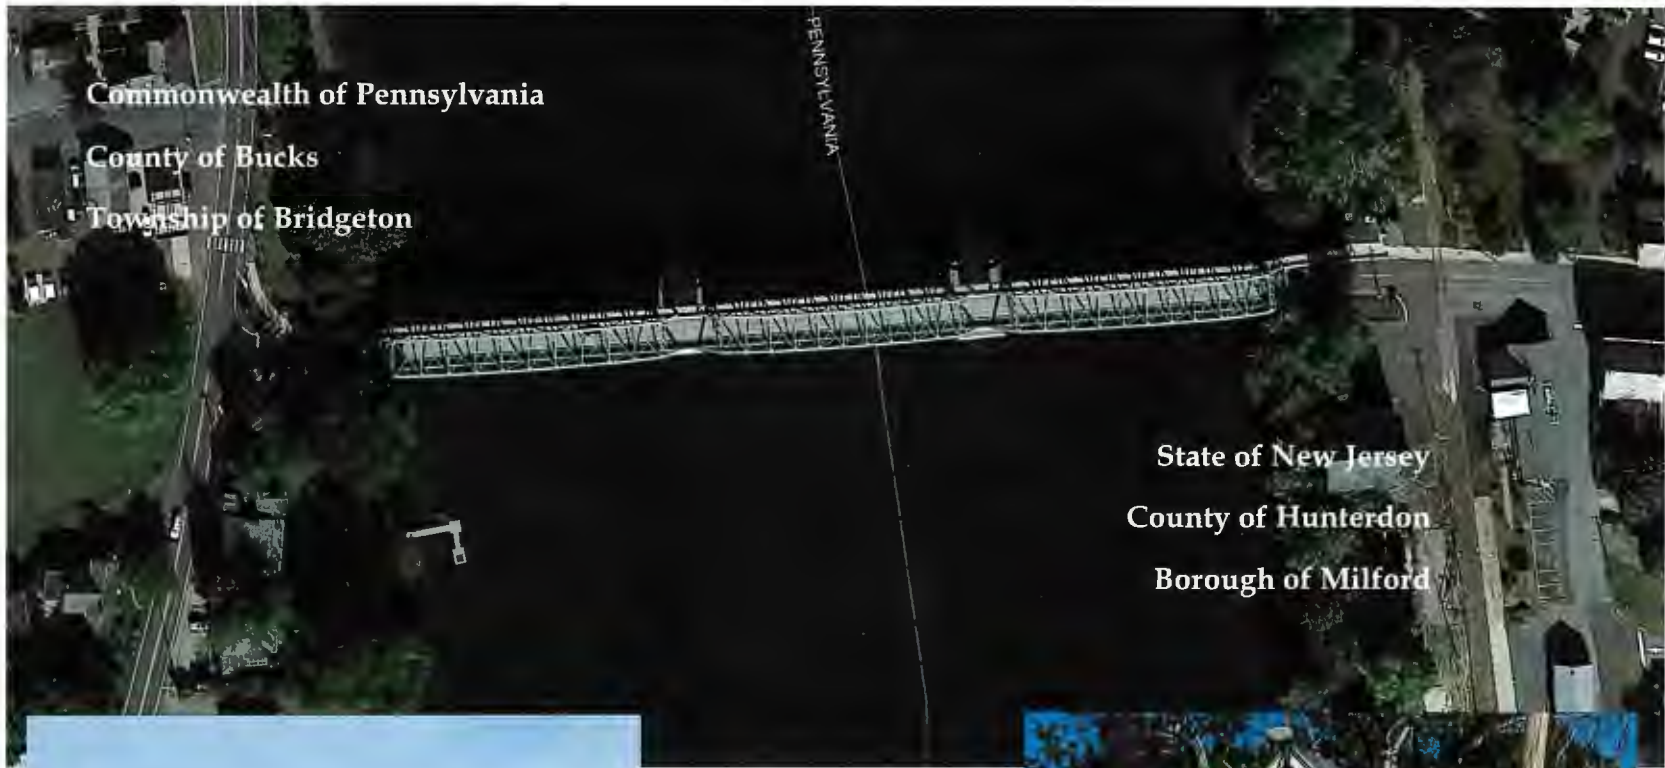 PENNSYLVANIA
Commonwealth of Pennsylvania
County of Bucks
Township of Bridgeton
State of New Jersey
County of Hunterdon
Borough of Milford